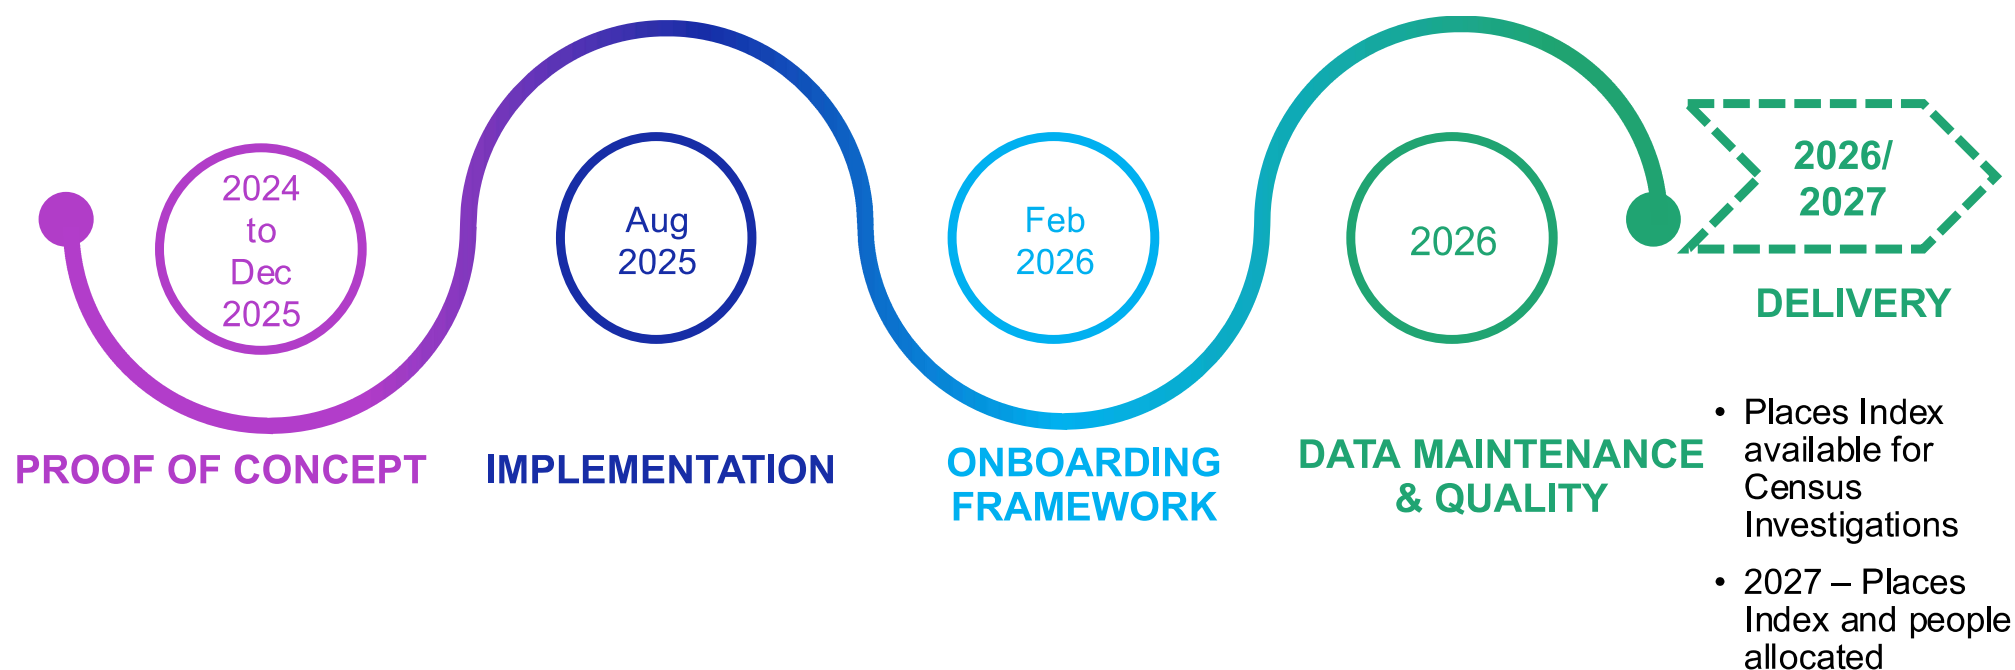 2024
to
Dec
2025
PROOF OF CONCEPT
Aug
2025
IMPLEMENTATION
Feb
2026
ONBOARDING
FRAMEWORK
2026
DATA MAINTENANCE
& QUALITY
2026/
2027
DELIVERY
• Places Index
available for
Census
Investigations
• 2027 – Places
Index and people
allocated